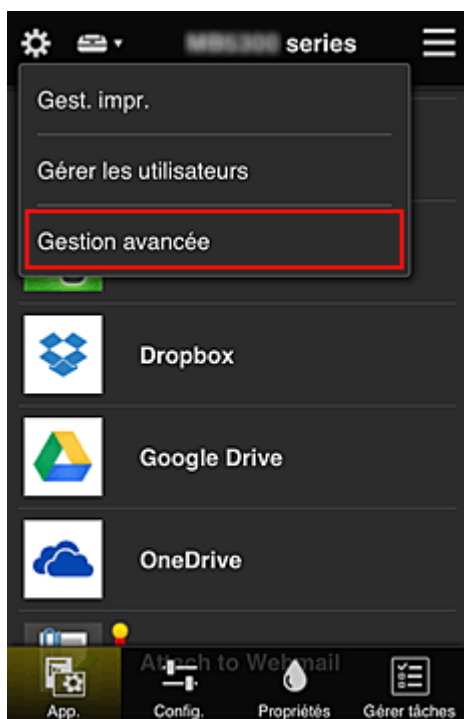 series
Gest. impr.
Gérer les utilisateurs
Gestion avancée
Dropbox
Google Drive
OneDrive
Attach to Webmail
App.
Config.
Propriétés
Gérer tâches